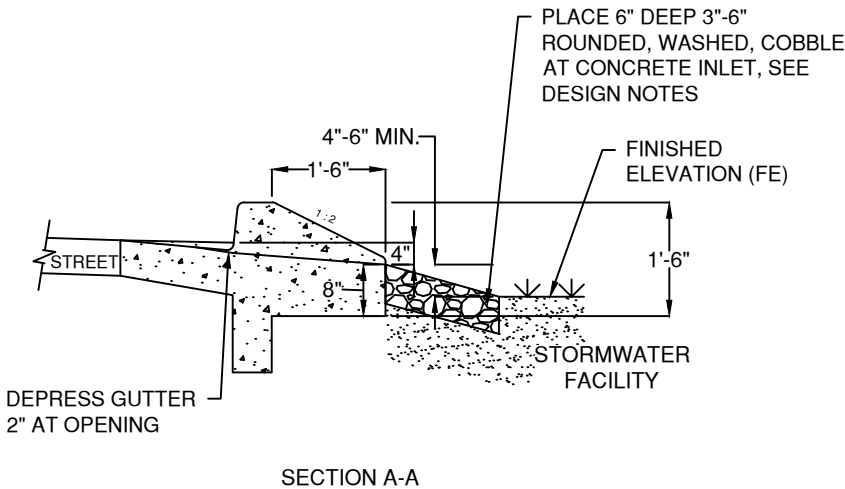 PLACE 6" DEEP 3"-6"
ROUNDED, WASHED, COBBLE
AT CONCRETE INLET, SEE
DESIGN NOTES
4"-6" MIN.
FINISHED
ELEVATION (FE)
1'-6"
1:2
4"
1'-6"
STREET
8"
STORMWATER
FACILITY
DEPRESS GUTTER
2" AT OPENING
SECTION A-A